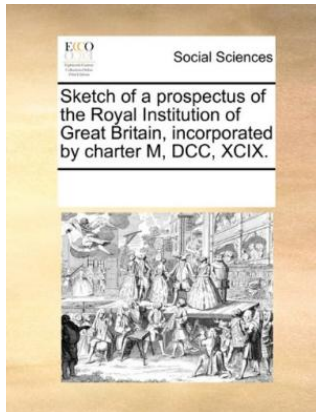 ECCO
Social Sciences
Sketch of a prospectus of
the Royal Institution of
Great Britain, incorporated
by charter M, DCC, XCIX.